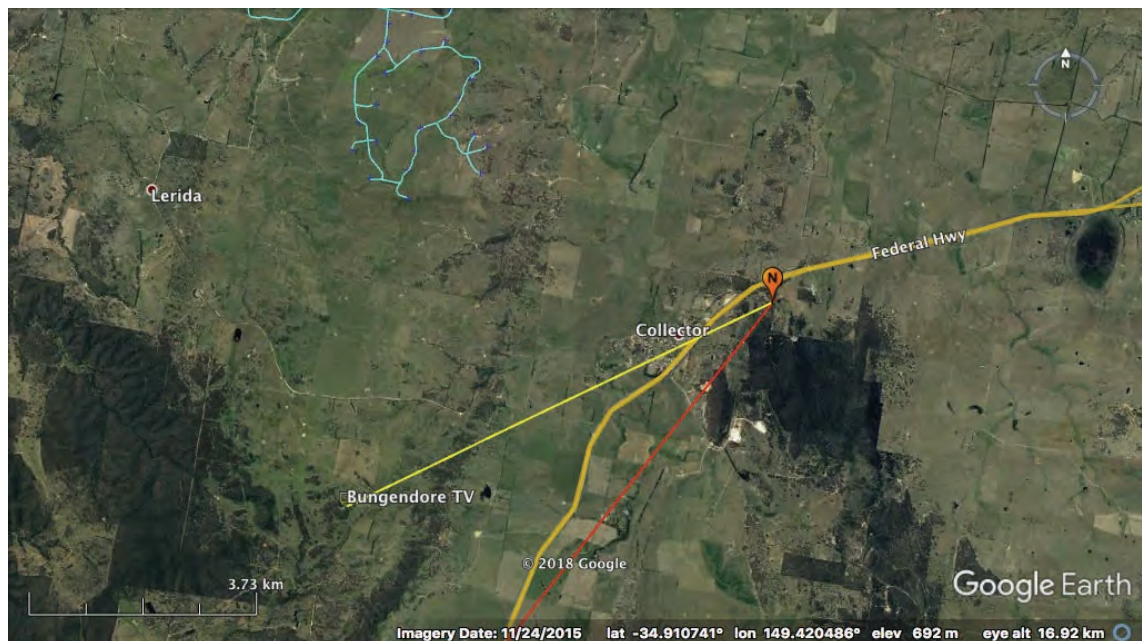 N
Lerida
Federal Hwy
N
Collector
Bungendore TV
© 2018 Google
3.73 km
Google Earth
Imagery Date: 11/24/2015 lat -34.910741° lon 149.420486° elev 692 m eye alt 16.92 km